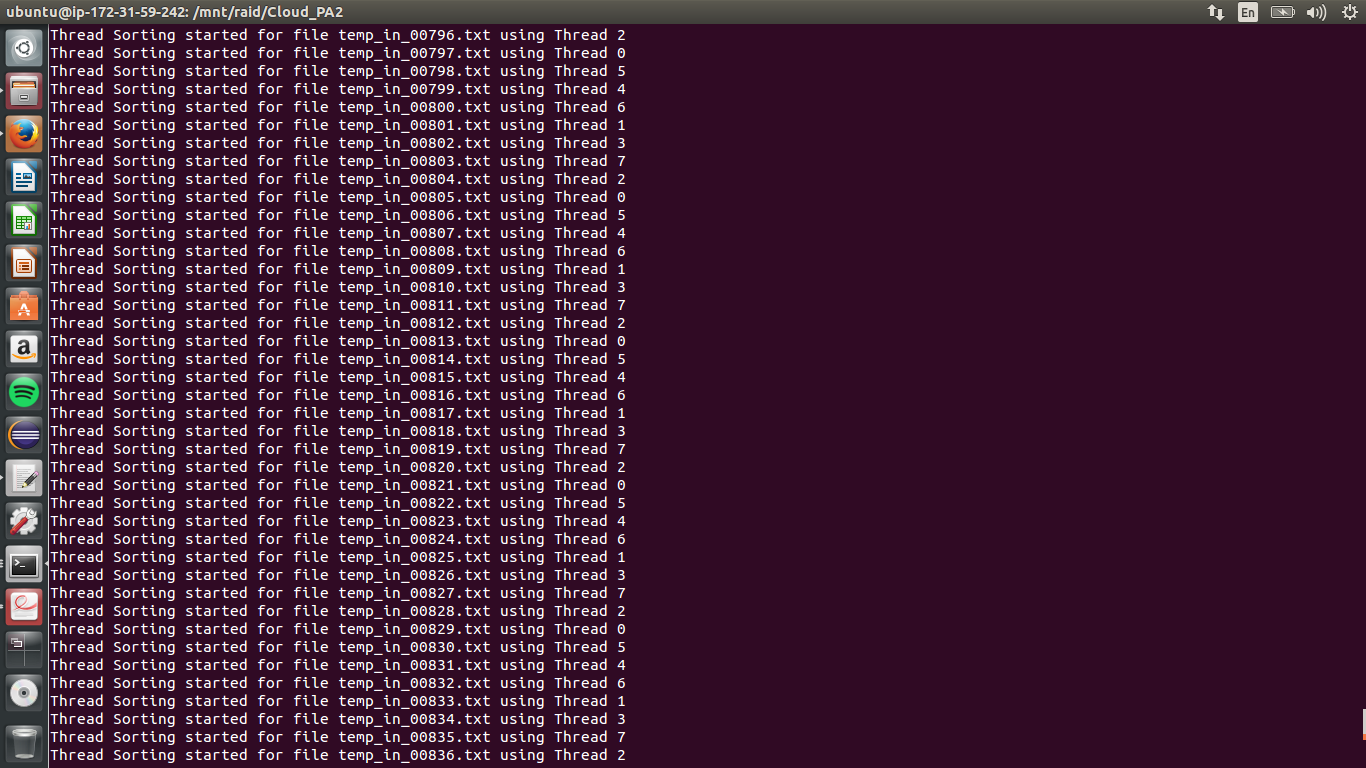 ubuntu@ip-172-31-59-242: /mnt/raid/Cloud_PA2
En
Thread Sorting started for file temp_in_00796.txt using Thread 2
Thread Sorting started for file temp_in_00797.txt using Thread 0
Thread Sorting started for file temp_in_00798.txt using Thread 5
Thread Sorting started for file temp_in_00799.txt using Thread 4
Thread Sorting started for file temp_in_00800.txt using Thread 6
Thread Sorting started for file temp_in_00801.txt using Thread 1
Thread Sorting started for file temp_in_00802.txt using Thread 3
Thread Sorting started for file temp_in_00803.txt using Thread 7
Thread Sorting started for file temp_in_00804.txt using Thread 2
Thread Sorting started for file temp_in_00805.txt using Thread 0
Thread Sorting started for file temp_in_00806.txt using Thread 5
Thread Sorting started for file temp_in_00807.txt using Thread 4
Thread Sorting started for file temp_in_00808.txt using Thread 6
Thread Sorting started for file temp_in_00809.txt using Thread 1
Thread Sorting started for file temp_in_00810.txt using Thread 3
Thread Sorting started for file temp_in_00811.txt using Thread 7
Thread Sorting started for file temp_in_00812.txt using Thread 2
Thread Sorting started for file temp_in_00813.txt using Thread 0
Thread Sorting started for file temp_in_00814.txt using Thread 5
Thread Sorting started for file temp_in_00815.txt using Thread 4
Thread Sorting started for file temp_in_00816.txt using Thread 6
Thread Sorting started for file temp_in_00817.txt using Thread 1
Thread Sorting started for file temp_in_00818.txt using Thread 3
Thread Sorting started for file temp_in_00819.txt using Thread 7
Thread Sorting started for file temp_in_00820.txt using Thread 2
Thread Sorting started for file temp_in_00821.txt using Thread 0
Thread Sorting started for file temp_in_00822.txt using Thread 5
Thread Sorting started for file temp_in_00823.txt using Thread 4
Thread Sorting started for file temp_in_00824.txt using Thread 6
Thread Sorting started for file temp_in_00825.txt using Thread 1
Thread Sorting started for file temp_in_00826.txt using Thread 3
Thread Sorting started for file temp_in_00827.txt using Thread 7
Thread Sorting started for file temp_in_00828.txt using Thread 2
Thread Sorting started for file temp_in_00829.txt using Thread 0
Thread Sorting started for file temp_in_00830.txt using Thread 5
Thread Sorting started for file temp_in_00831.txt using Thread 4
Thread Sorting started for file temp_in_00832.txt using Thread 6
Thread Sorting started for file temp_in_00833.txt using Thread 1
Thread Sorting started for file temp_in_00834.txt using Thread 3
Thread Sorting started for file temp_in_00835.txt using Thread 7
Thread Sorting started for file temp_in_00836.txt using Thread 2